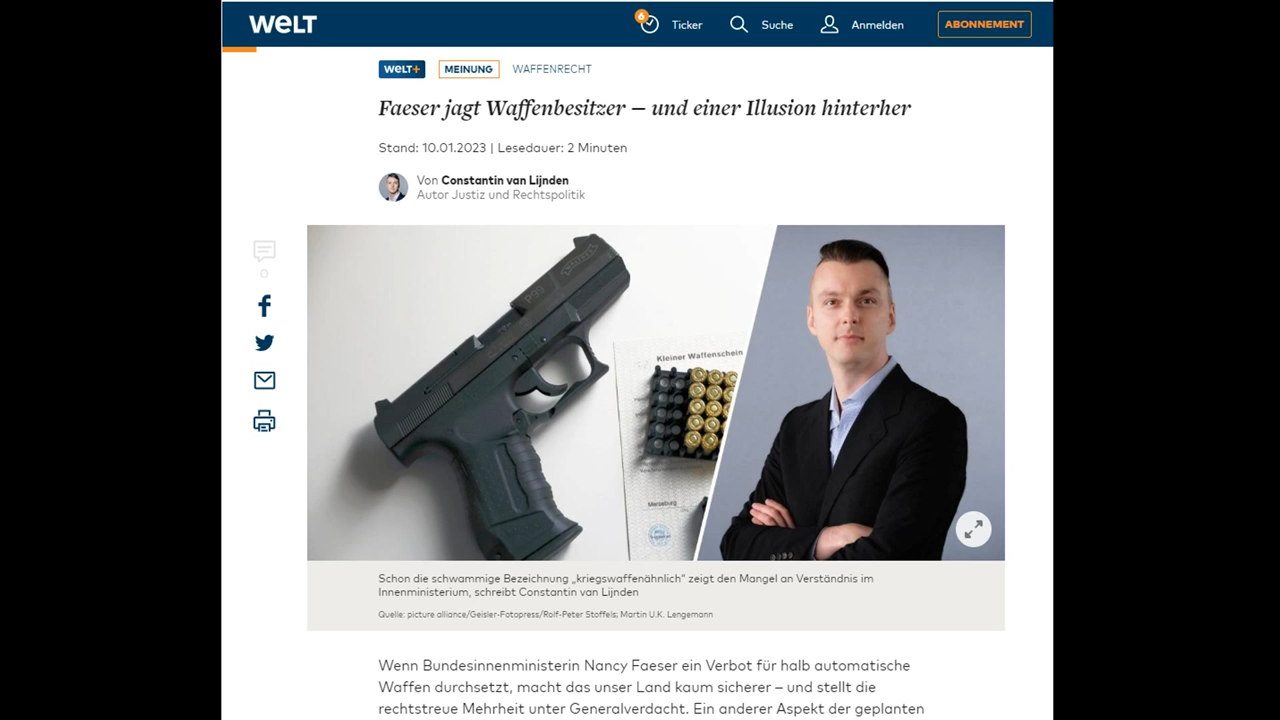 WELT
6
Ticker
Suche
Anmelden
ABONNEMENT
WELT+ MEINUNG WAFFENRECHT
Faeser jagt Waffenbesitzer – und einer Illusion hinterher
Stand: 10.01.2023 | Lesedauer: 2 Minuten
Von Constantin van Lijnden
Autor Justiz und Rechtspolitik
0
P99
Kleiner Waffenschein
Merseburg
Schon die schwammige Bezeichnung „kriegswaffenähnlich“ zeigt den Mangel an Verständnis im
Innenministerium, schreibt Constantin van Lijnden
Quelle: picture alliance/Geisler-Fotopress/Rolf-Peter Stoffels; Martin U.K. Lengemann
Wenn Bundesinnenministerin Nancy Faeser ein Verbot für halb automatische
Waffen durchsetzt, macht das unser Land kaum sicherer – und stellt die
rechtstreue Mehrheit unter Generalverdacht. Ein anderer Aspekt der geplanten